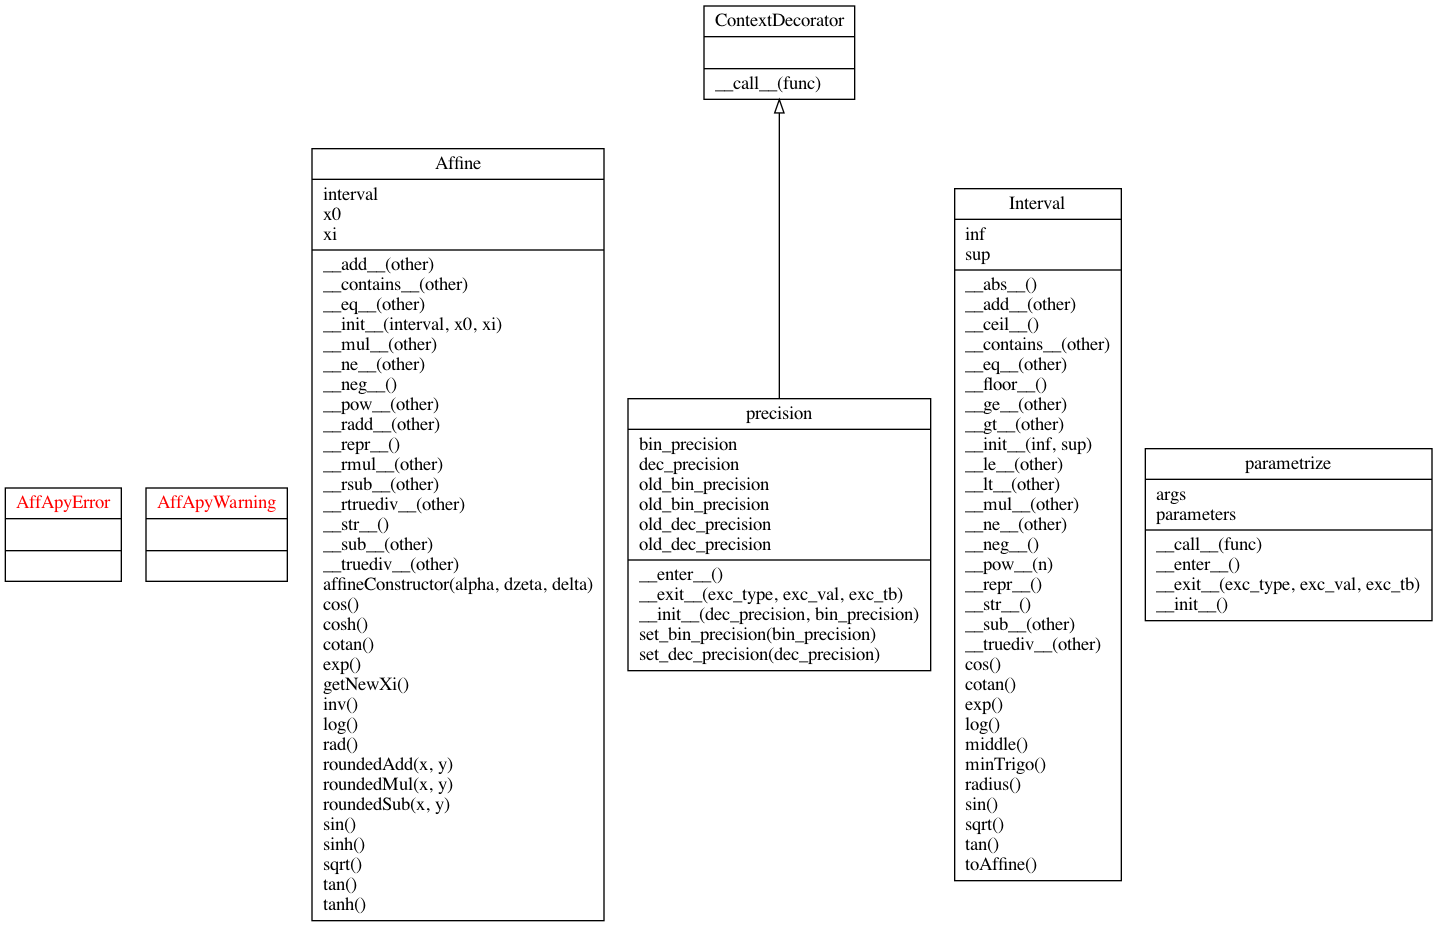 ContextDecorator
__call__(func)
AffApyError
AffApyWarning
Affine
interval
x0
xi
__add__(other)
__contains__(other)
__eq__(other)
__init__(interval, x0, xi)
__mul__(other)
__ne__(other)
__neg__()
__pow__(other)
__radd__(other)
__repr__()
__rmul__(other)
__rsub__(other)
__rtruediv__(other)
__str__()
__sub__(other)
__truediv__(other)
affineConstructor(alpha, dzeta, delta)
cos()
cosh()
cotan()
exp()
getNewXi()
inv()
log()
rad()
roundedAdd(x, y)
roundedMul(x, y)
roundedSub(x, y)
sin()
sinh()
sqrt()
tan()
tanh()
precision
bin_precision
dec_precision
old_bin_precision
old_bin_precision
old_dec_precision
old_dec_precision
__enter__()
__exit__(exc_type, exc_val, exc_tb)
__init__(dec_precision, bin_precision)
set_bin_precision(bin_precision)
set_dec_precision(dec_precision)
Interval
inf
sup
__abs__()
__add__(other)
__ceil__()
__contains__(other)
__eq__(other)
__floor__()
__ge__(other)
__gt__(other)
__init__(inf, sup)
__le__(other)
__lt__(other)
__mul__(other)
__ne__(other)
__neg__()
__pow__(n)
__repr__()
__str__()
__sub__(other)
__truediv__(other)
cos()
cotan()
exp()
log()
middle()
minTrigo()
radius()
sin()
sqrt()
tan()
toAffine()
parametrize
args
parameters
__call__(func)
__enter__()
__exit__(exc_type, exc_val, exc_tb)
__init__()